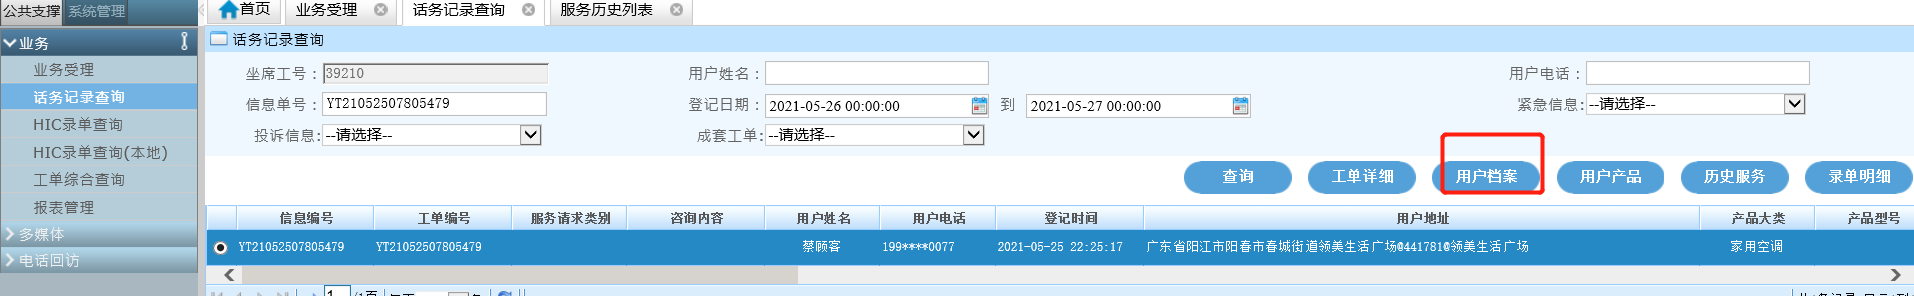 公共支撑 系统管理 首页 业务受理 话务记录查询 服务历史列表
业务
业务受理
话务记录查询
HIC录单查询
HIC录单查询(本地)
工单综合查询
报表管理
多媒体
电话回访
话务记录查询
坐席工号: 39210 用户姓名: 用户电话:
信息单号: YT21052507805479 登记日期: 2021-05-26 00:00:00 到 2021-05-27 00:00:00 紧急信息: --请选择--
投诉信息: --请选择-- 成套工单: --请选择--
查询 工单详细 用户档案 用户产品 历史服务 录单明细
信息编号 工单编号 服务请求类别 咨询内容 用户姓名 用户电话 登记时间 用户地址 产品大类 产品型号
YT21052507805479 YT21052507805479 蔡顾客 199****0077 2021-05-25 22:25:17 广东省阳江市阳春市春城街道领美生活广场@441781@领美生活广场 家用空调